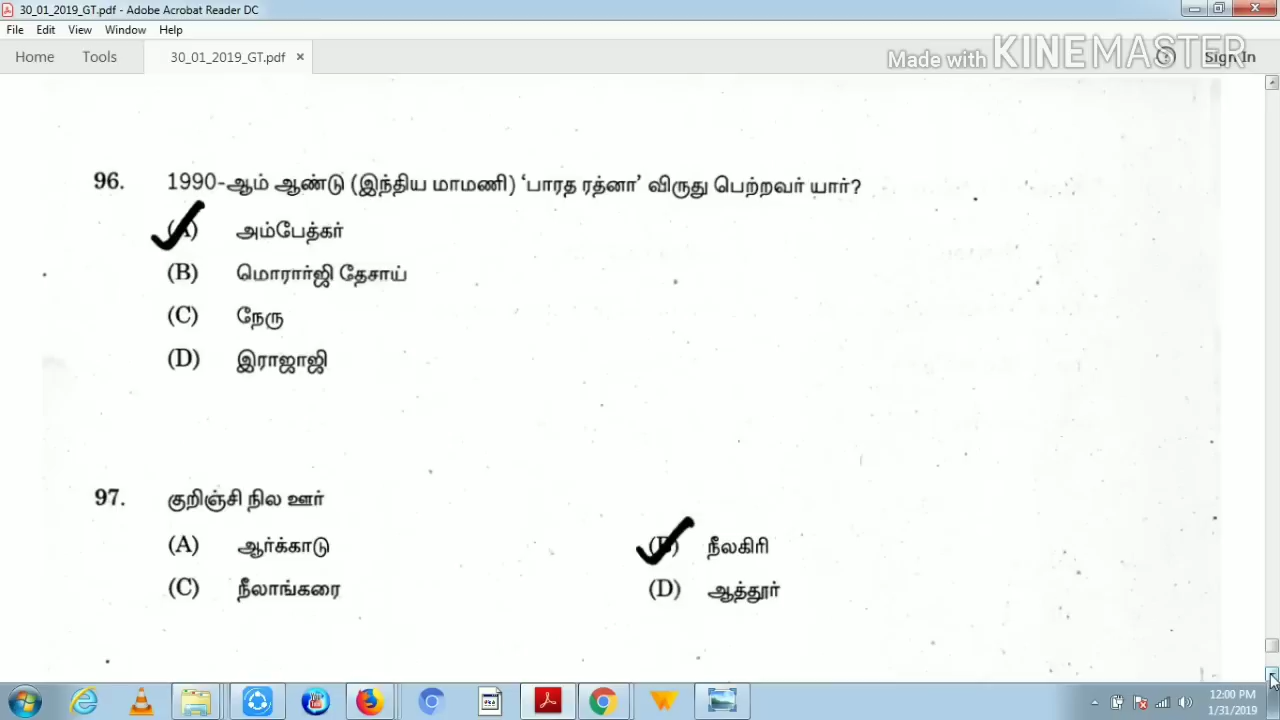 30_01_2019_GT.pdf - Adobe Acrobat Reader DC
File Edit View Window Help
Home Tools 30_01_2019_GT.pdf × Sign In
Made with KINEMASTER
96. 1990-ஆம் ஆண்டு (இந்திய மாமணி) ‘பாரத ரத்னா’ விருது பெற்றவர் யார்?
(A) அம்பேத்கர்
(B) மொரார்ஜி தேசாய்
(C) நேரு
(D) இராஜாஜி
97. குறிஞ்சி நில ஊர்
(A) ஆர்க்காடு (B) நீலகிரி
(C) நீலாங்கரை (D) ஆத்தூர்
12:00 PM
1/31/2019